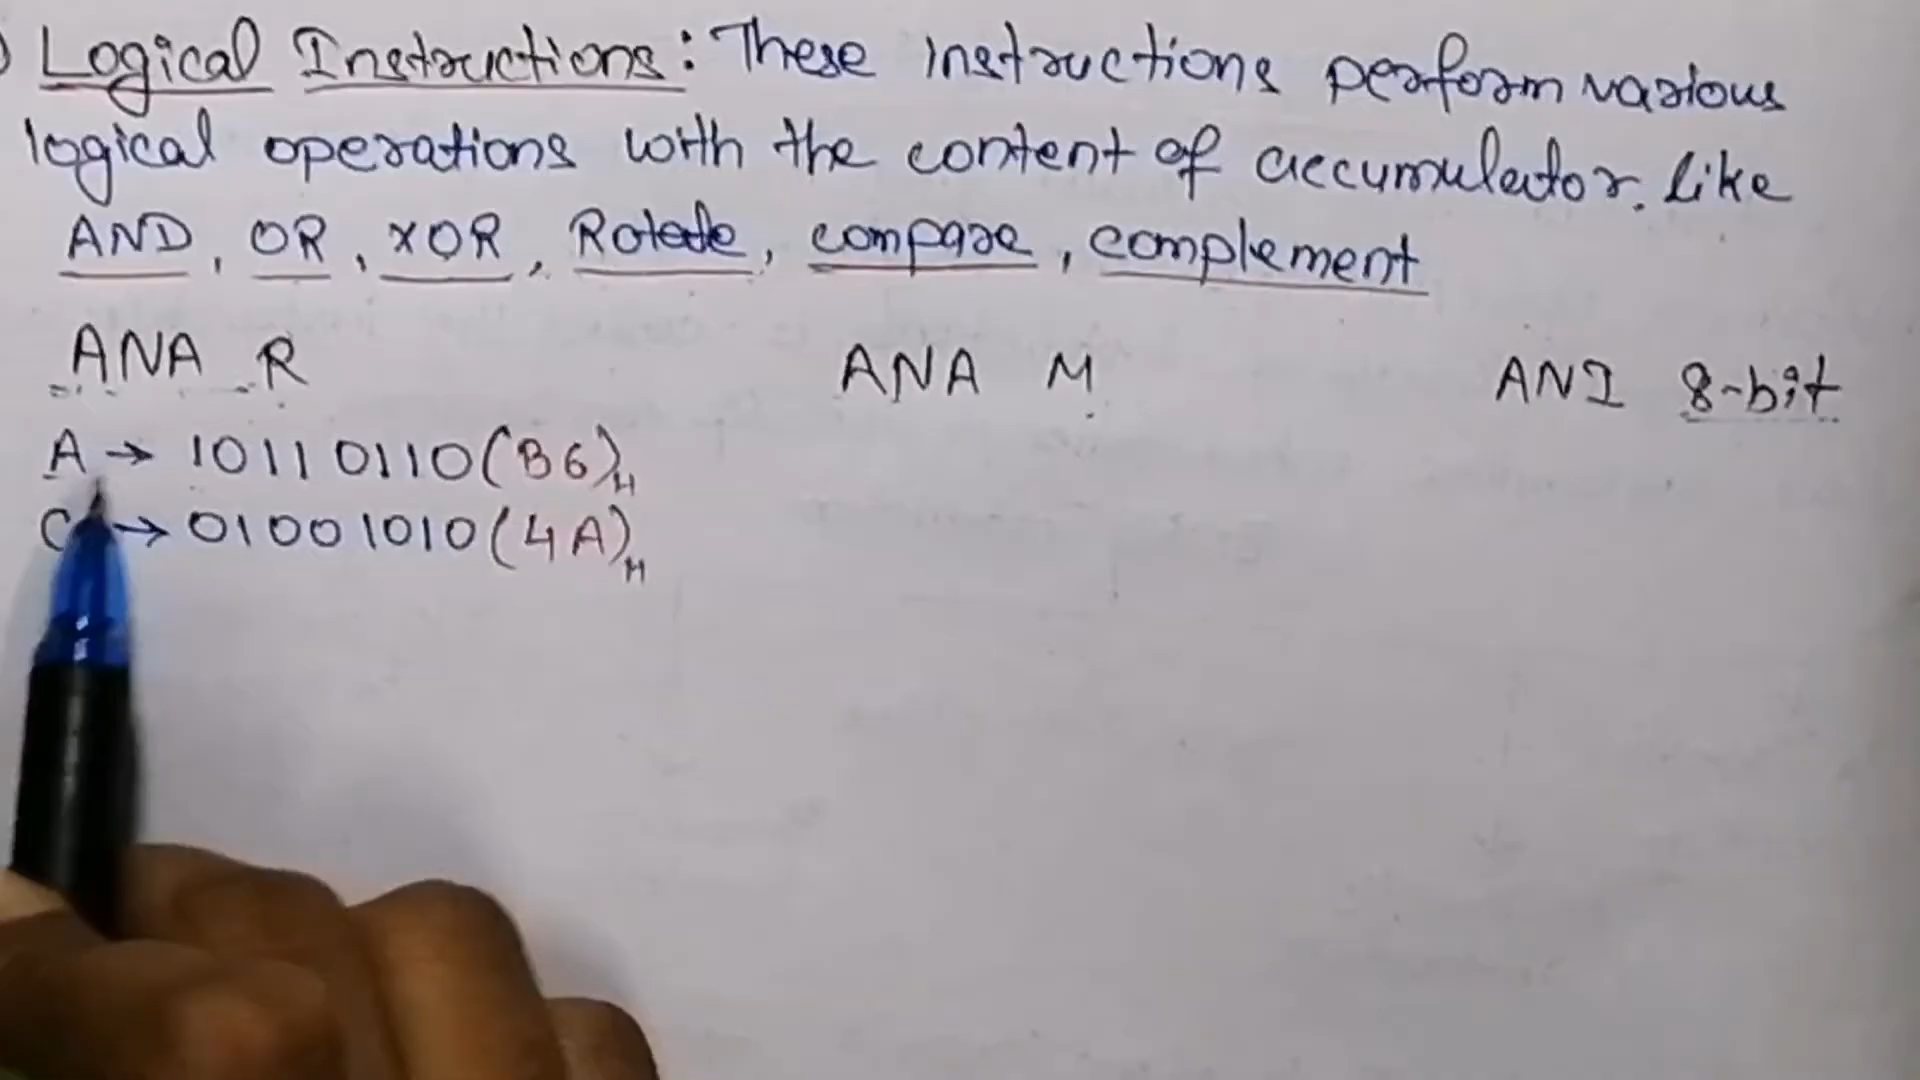 Logical Instructions: These instructions perform various
logical operations with the content of accumulator. like
AND, OR, XOR, Rotate, compare, complement
ANA R ANA M ANI 8-bit
A → 10110110 (B6)H
C → 01001010 (4A)H